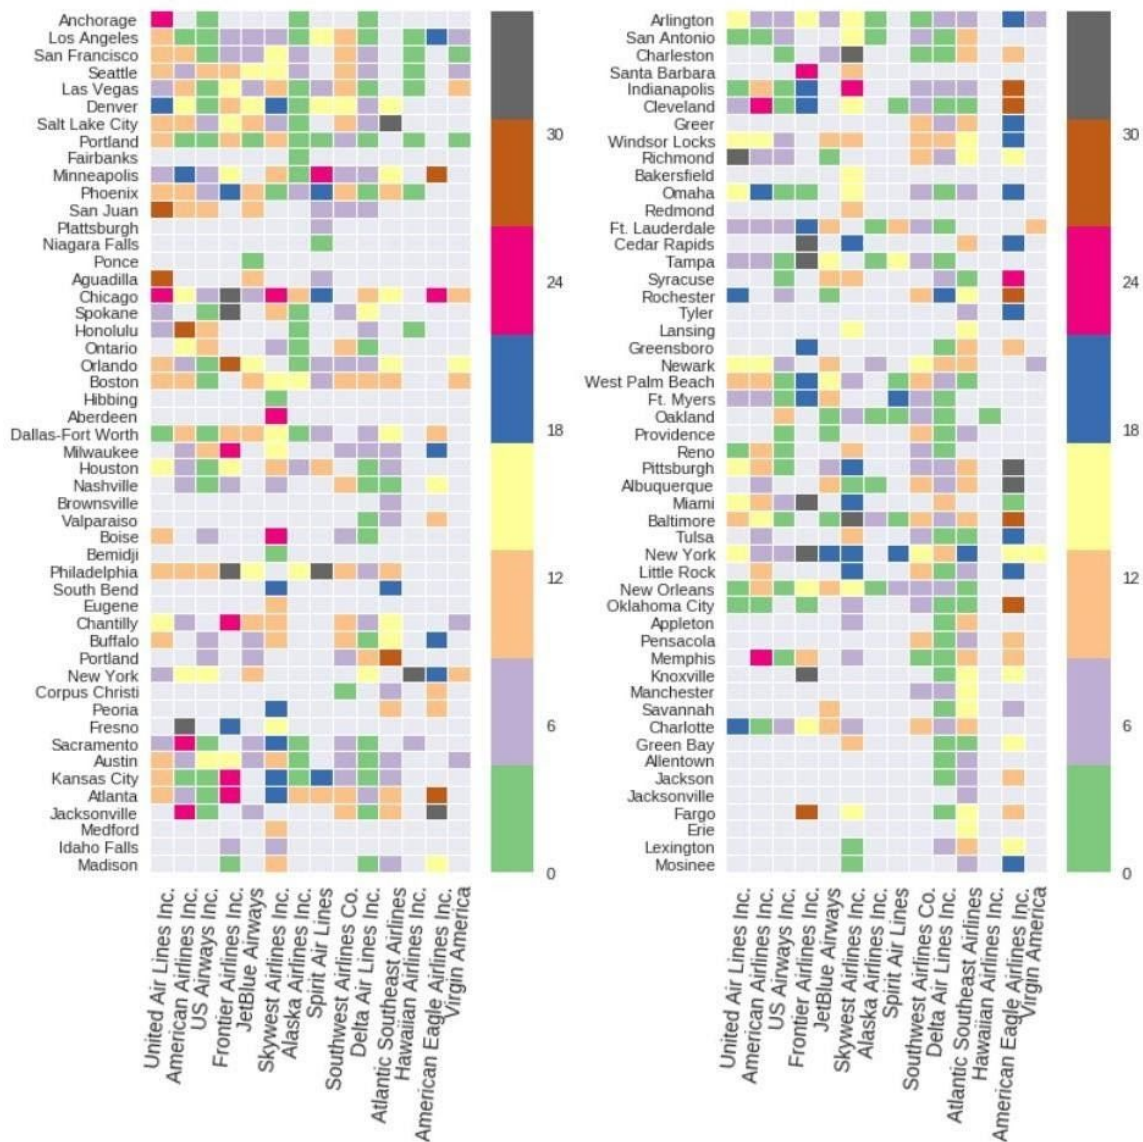 Anchorage
Los Angeles
San Francisco
Seattle
Las Vegas
Denver
Salt Lake City
Portland
Fairbanks
Minneapolis
Phoenix
San Juan
Plattsburgh
Niagara Falls
Ponce
Aguadilla
Chicago
Spokane
Honolulu
Ontario
Orlando
Boston
Hibbing
Aberdeen
Dallas-Fort Worth
Milwaukee
Houston
Nashville
Brownsville
Valparaiso
Boise
Bemidji
Philadelphia
South Bend
Eugene
Chantilly
Buffalo
Portland
New York
Corpus Christi
Peoria
Fresno
Sacramento
Austin
Kansas City
Atlanta
Jacksonville
Medford
Idaho Falls
Madison
United Air Lines Inc.
American Airlines Inc.
US Airways Inc.
Frontier Airlines Inc.
JetBlue Airways
Skywest Airlines Inc.
Alaska Airlines Inc.
Spirit Air Lines
Southwest Airlines Co.
Delta Air Lines Inc.
Atlantic Southeast Airlines
Hawaiian Airlines Inc.
American Eagle Airlines Inc.
Virgin America
30
24
18
12
6
0
Arlington
San Antonio
Charleston
Santa Barbara
Indianapolis
Cleveland
Greer
Windsor Locks
Richmond
Bakersfield
Omaha
Redmond
Ft. Lauderdale
Cedar Rapids
Tampa
Syracuse
Rochester
Tyler
Lansing
Greensboro
Newark
West Palm Beach
Ft. Myers
Oakland
Providence
Reno
Pittsburgh
Albuquerque
Miami
Baltimore
Tulsa
New York
Little Rock
New Orleans
Oklahoma City
Appleton
Pensacola
Memphis
Knoxville
Manchester
Savannah
Charlotte
Green Bay
Allentown
Jackson
Jacksonville
Fargo
Erie
Lexington
Mosinee
United Air Lines Inc.
American Airlines Inc.
US Airways Inc.
Frontier Airlines Inc.
JetBlue Airways
Skywest Airlines Inc.
Alaska Airlines Inc.
Spirit Air Lines
Southwest Airlines Co.
Delta Air Lines Inc.
Atlantic Southeast Airlines
Hawaiian Airlines Inc.
American Eagle Airlines Inc.
Virgin America
30
24
18
12
6
0